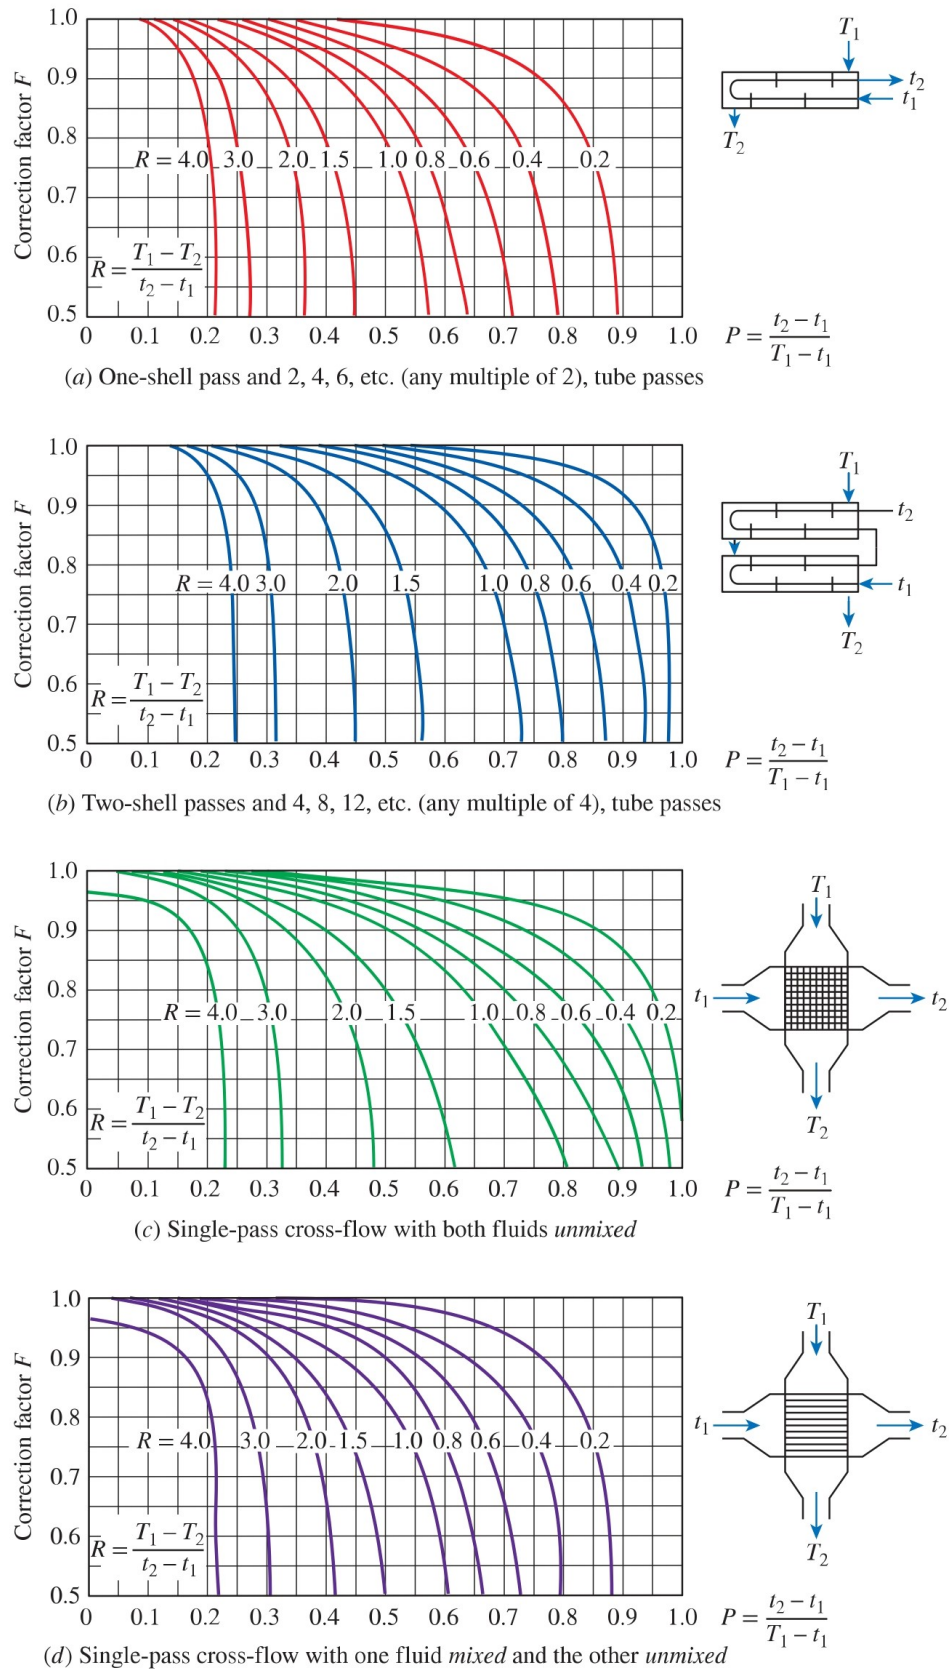 Correction factor F
1.0
0.9
0.8
0.7
0.6
0.5
R = 4.0 3.0 2.0 1.5 1.0 0.8 0.6 0.4 0.2
R = (T1 − T2) / (t2 − t1)
0 0.1 0.2 0.3 0.4 0.5 0.6 0.7 0.8 0.9 1.0
P = (t2 − t1) / (T1 − t1)
T1
t2
t1
T2
(a) One-shell pass and 2, 4, 6, etc. (any multiple of 2), tube passes
Correction factor F
1.0
0.9
0.8
0.7
0.6
0.5
R = 4.0 3.0 2.0 1.5 1.0 0.8 0.6 0.4 0.2
R = (T1 − T2) / (t2 − t1)
0 0.1 0.2 0.3 0.4 0.5 0.6 0.7 0.8 0.9 1.0
P = (t2 − t1) / (T1 − t1)
T1
t2
t1
T2
(b) Two-shell passes and 4, 8, 12, etc. (any multiple of 4), tube passes
Correction factor F
1.0
0.9
0.8
0.7
0.6
0.5
R = 4.0 3.0 2.0 1.5 1.0 0.8 0.6 0.4 0.2
R = (T1 − T2) / (t2 − t1)
0 0.1 0.2 0.3 0.4 0.5 0.6 0.7 0.8 0.9 1.0
P = (t2 − t1) / (T1 − t1)
T1
t1
t2
T2
(c) Single-pass cross-flow with both fluids unmixed
Correction factor F
1.0
0.9
0.8
0.7
0.6
0.5
R = 4.0 3.0 2.0 1.5 1.0 0.8 0.6 0.4 0.2
R = (T1 − T2) / (t2 − t1)
0 0.1 0.2 0.3 0.4 0.5 0.6 0.7 0.8 0.9 1.0
P = (t2 − t1) / (T1 − t1)
T1
t1
t2
T2
(d) Single-pass cross-flow with one fluid mixed and the other unmixed